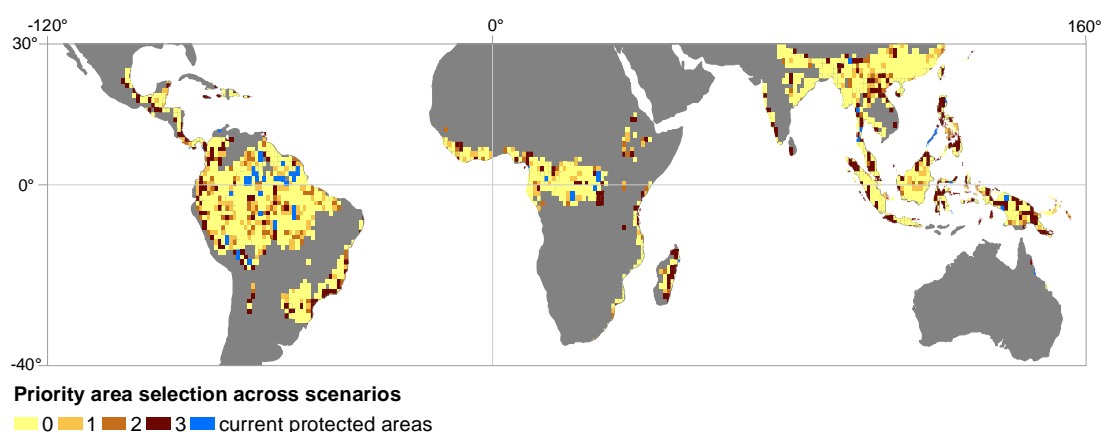 -120° 0° 160°
30°
0°
-40°
Priority area selection across scenarios
0 1 2 3 current protected areas